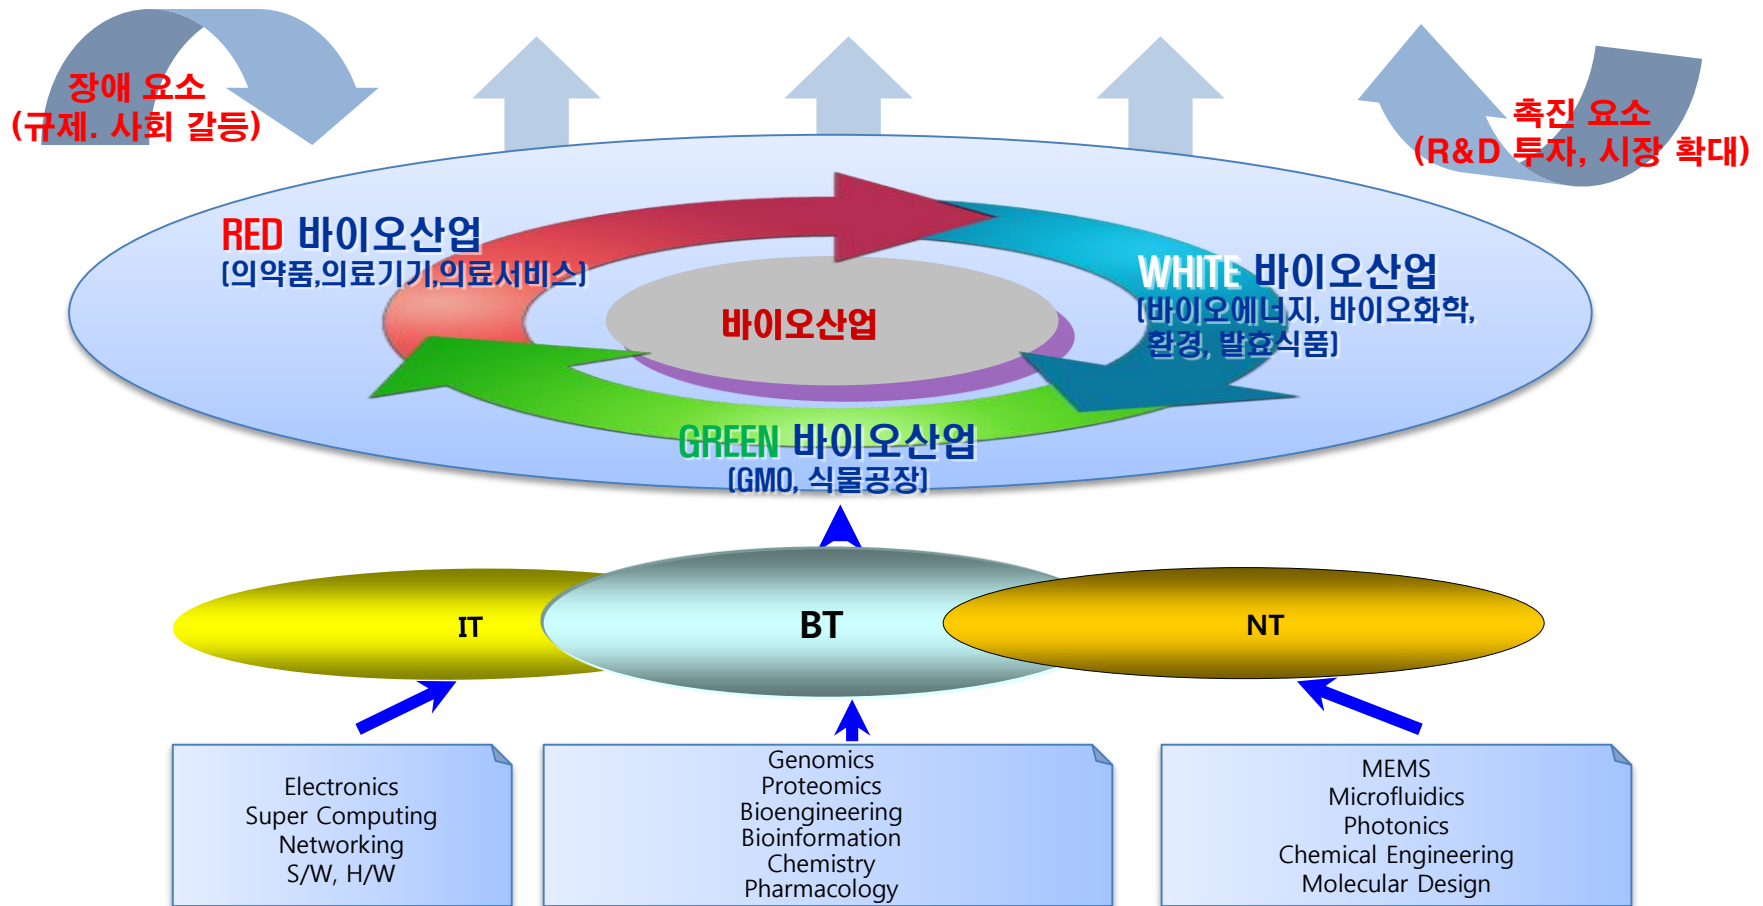 장애 요소
(규제. 사회 갈등)
촉진 요소
(R&D 투자, 시장 확대)
RED 바이오산업
(의약품,의료기기,의료서비스)
WHITE 바이오산업
(바이오에너지, 바이오화학,
환경, 발효식품)
바이오산업
GREEN 바이오산업
(GMO, 식물공장)
IT
BT
NT
Electronics
Super Computing
Networking
S/W, H/W
Genomics
Proteomics
Bioengineering
Bioinformation
Chemistry
Pharmacology
MEMS
Microfluidics
Photonics
Chemical Engineering
Molecular Design